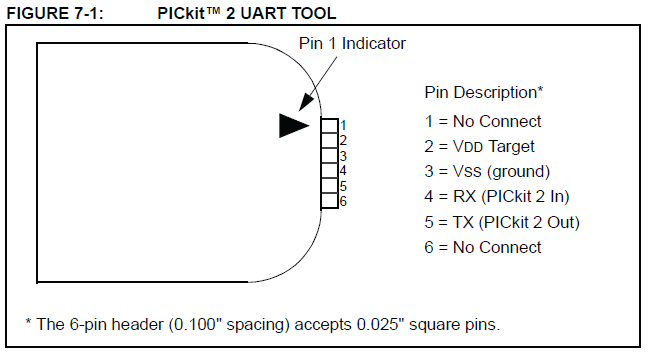 FIGURE 7-1: PICkit™ 2 UART TOOL
Pin 1 Indicator
1
2
3
4
5
6
Pin Description*
1 = No Connect
2 = VDD Target
3 = VSS (ground)
4 = RX (PICkit 2 In)
5 = TX (PICkit 2 Out)
6 = No Connect
* The 6-pin header (0.100" spacing) accepts 0.025" square pins.